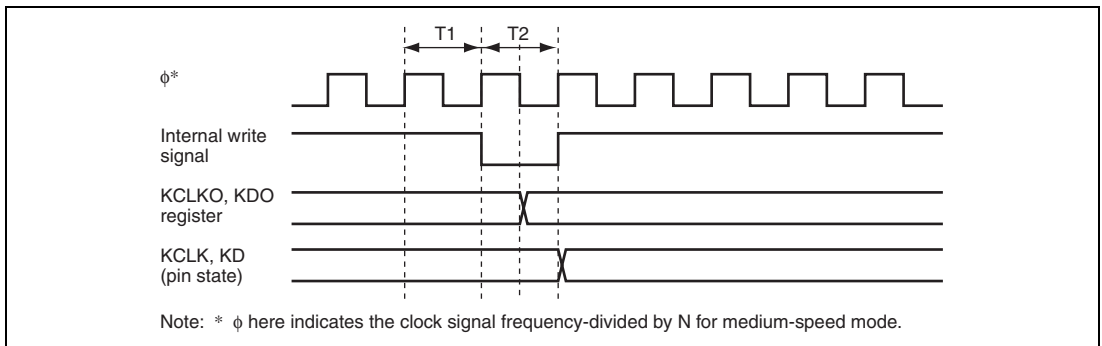 T1 T2
ϕ*
Internal write
signal
KCLKO, KDO
register
KCLK, KD
(pin state)
Note: * ϕ here indicates the clock signal frequency-divided by N for medium-speed mode.